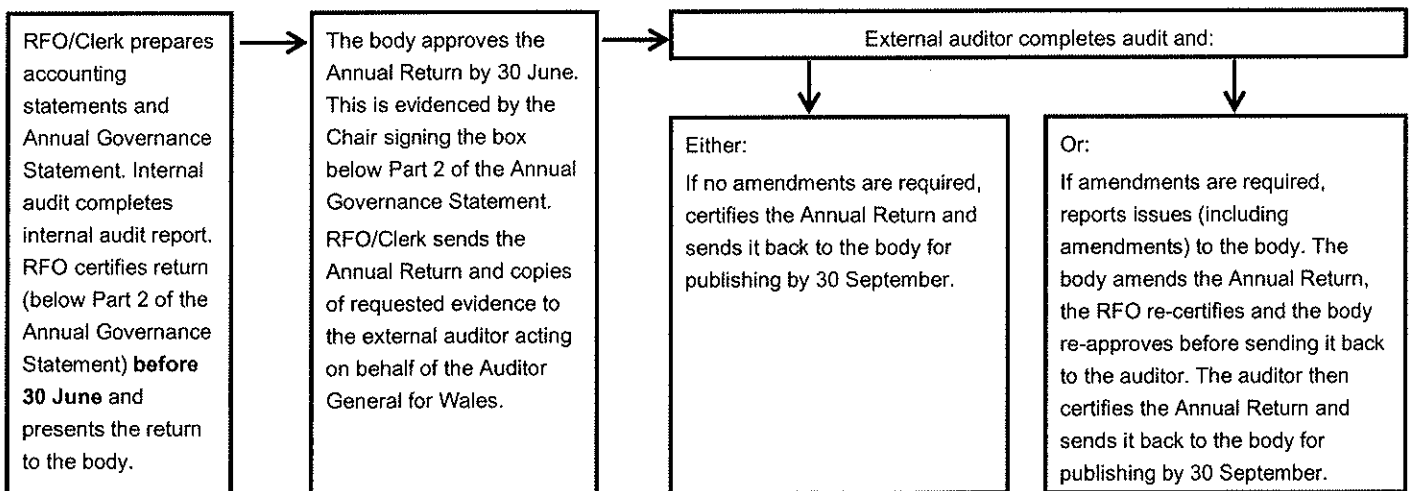 RFO/Clerk prepares
accounting
statements and
Annual Governance
Statement. Internal
audit completes
internal audit report.
RFO certifies return
(below Part 2 of the
Annual Governance
Statement) before
30 June and
presents the return
to the body.
The body approves the
Annual Return by 30 June.
This is evidenced by the
Chair signing the box
below Part 2 of the Annual
Governance Statement.
RFO/Clerk sends the
Annual Return and copies
of requested evidence to
the external auditor acting
on behalf of the Auditor
General for Wales.
External auditor completes audit and:
Either:
If no amendments are required,
certifies the Annual Return and
sends it back to the body for
publishing by 30 September.
Or:
If amendments are required,
reports issues (including
amendments) to the body. The
body amends the Annual Return,
the RFO re-certifies and the body
re-approves before sending it back
to the auditor. The auditor then
certifies the Annual Return and
sends it back to the body for
publishing by 30 September.